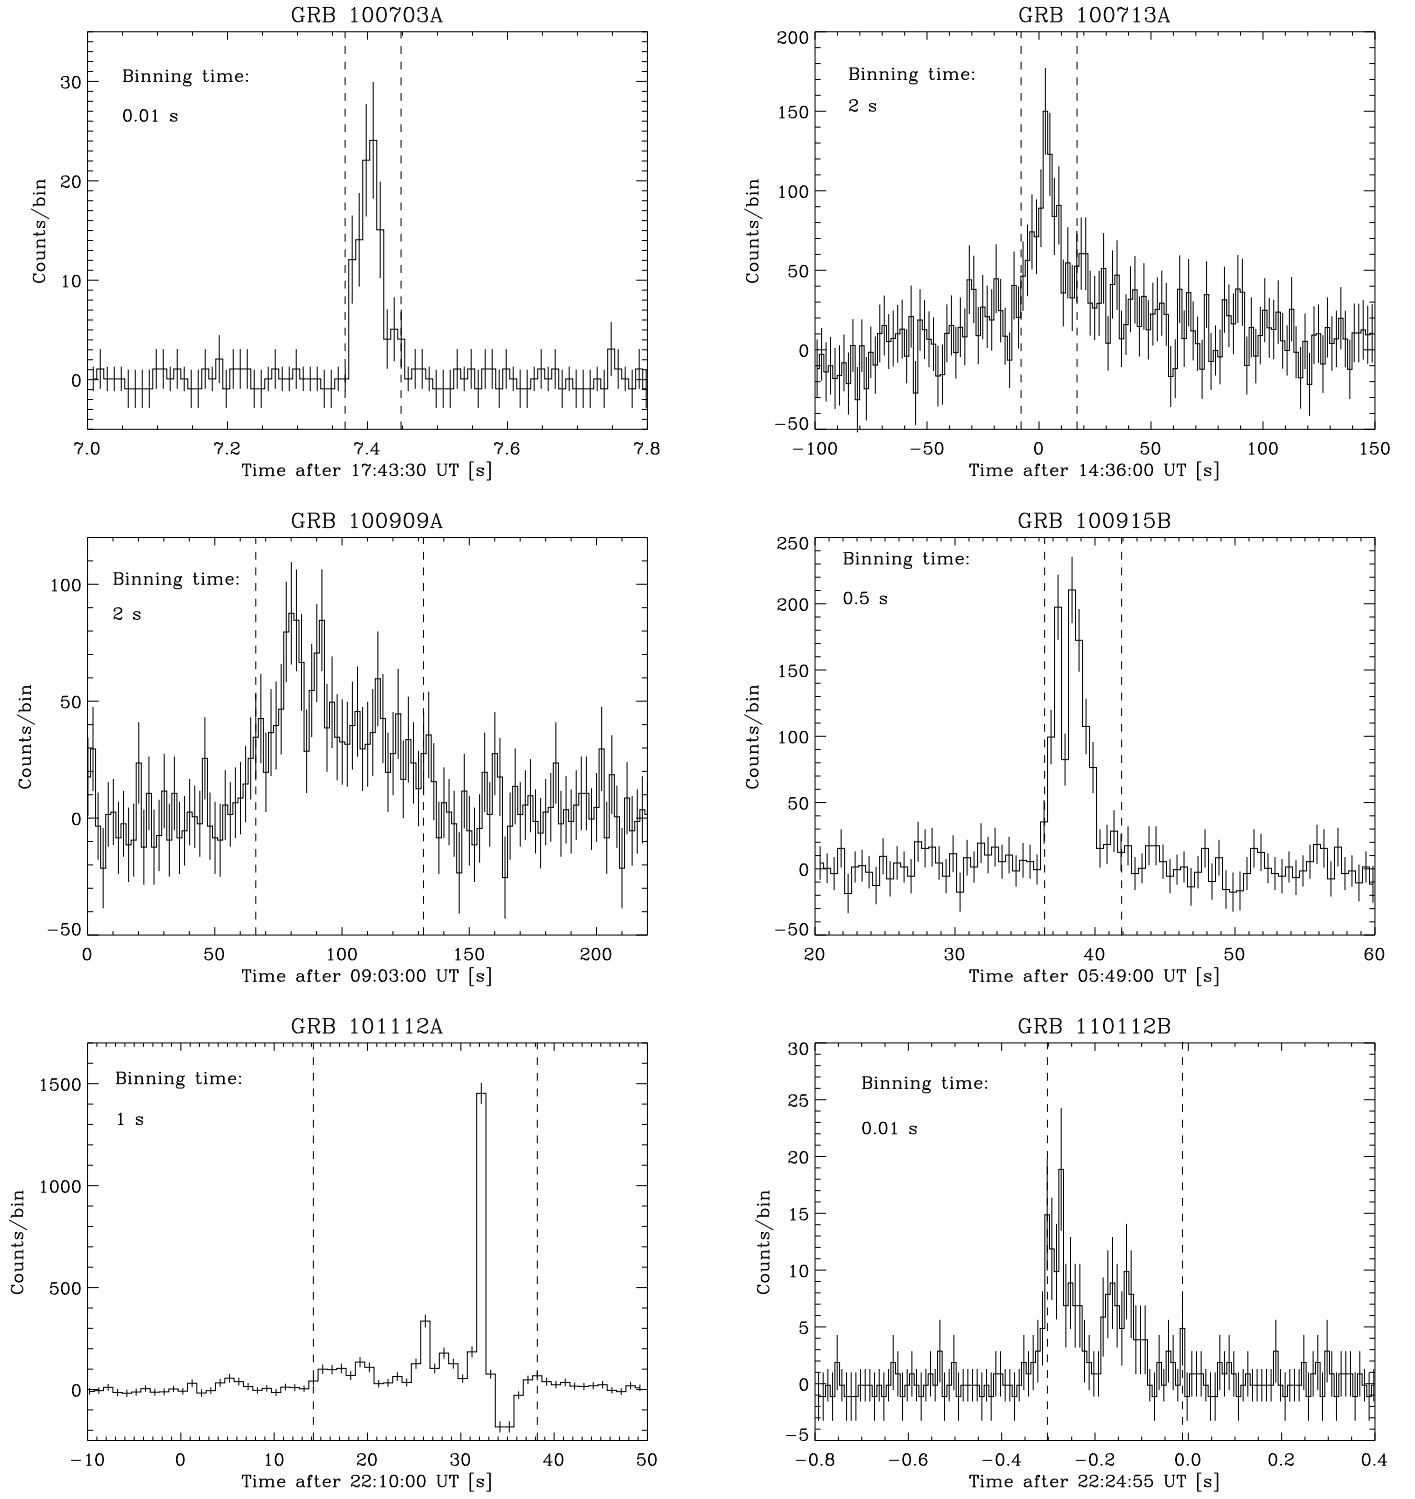 GRB 100703A
Binning time:
0.01 s
Counts/bin
30
20
10
0
7.0 7.2 7.4 7.6 7.8
Time after 17:43:30 UT [s]
GRB 100713A
Binning time:
2 s
Counts/bin
200
150
100
50
0
−50
−100 −50 0 50 100 150
Time after 14:36:00 UT [s]
GRB 100909A
Binning time:
2 s
Counts/bin
100
50
0
−50
0 50 100 150 200
Time after 09:03:00 UT [s]
GRB 100915B
Binning time:
0.5 s
Counts/bin
250
200
150
100
50
0
−50
20 30 40 50 60
Time after 05:49:00 UT [s]
GRB 101112A
Binning time:
1 s
Counts/bin
1500
1000
500
0
−10 0 10 20 30 40 50
Time after 22:10:00 UT [s]
GRB 110112B
Binning time:
0.01 s
Counts/bin
30
25
20
15
10
5
0
−5
−0.8 −0.6 −0.4 −0.2 0.0 0.2 0.4
Time after 22:24:55 UT [s]